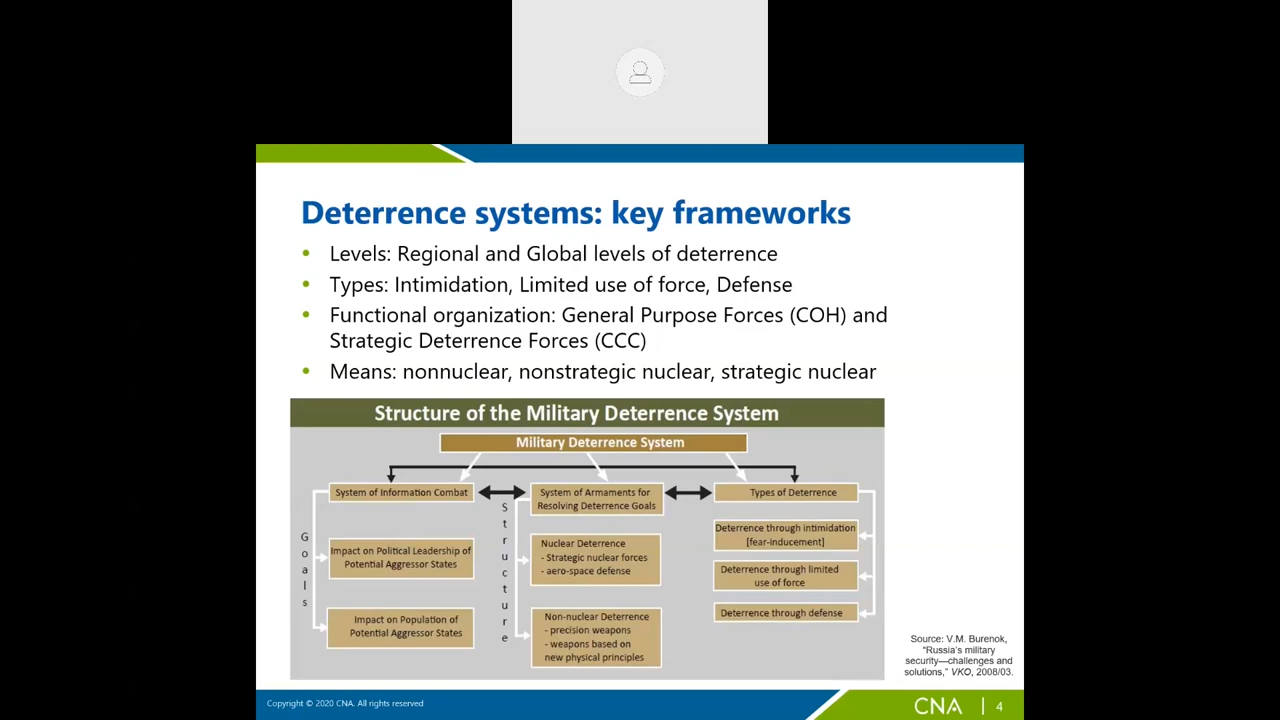 Deterrence systems: key frameworks
• Levels: Regional and Global levels of deterrence
• Types: Intimidation, Limited use of force, Defense
• Functional organization: General Purpose Forces (COH) and
Strategic Deterrence Forces (CCC)
• Means: nonnuclear, nonstrategic nuclear, strategic nuclear
Structure of the Military Deterrence System
Military Deterrence System
System of Information Combat
Goals
Impact on Political Leadership of
Potential Aggressor States
Impact on Population of
Potential Aggressor States
System of Armaments for
Resolving Deterrence Goals
Structure
Nuclear Deterrence
- Strategic nuclear forces
- aero-space defense
Non-nuclear Deterrence
- precision weapons
- weapons based on
new physical principles
Types of Deterrence
Deterrence through intimidation
[fear-inducement]
Deterrence through limited
use of force
Deterrence through defense
Source: V.M. Burenok,
“Russia’s military
security—challenges and
solutions,” VKO, 2008/03.
Copyright © 2020 CNA. All rights reserved
CNA | 4